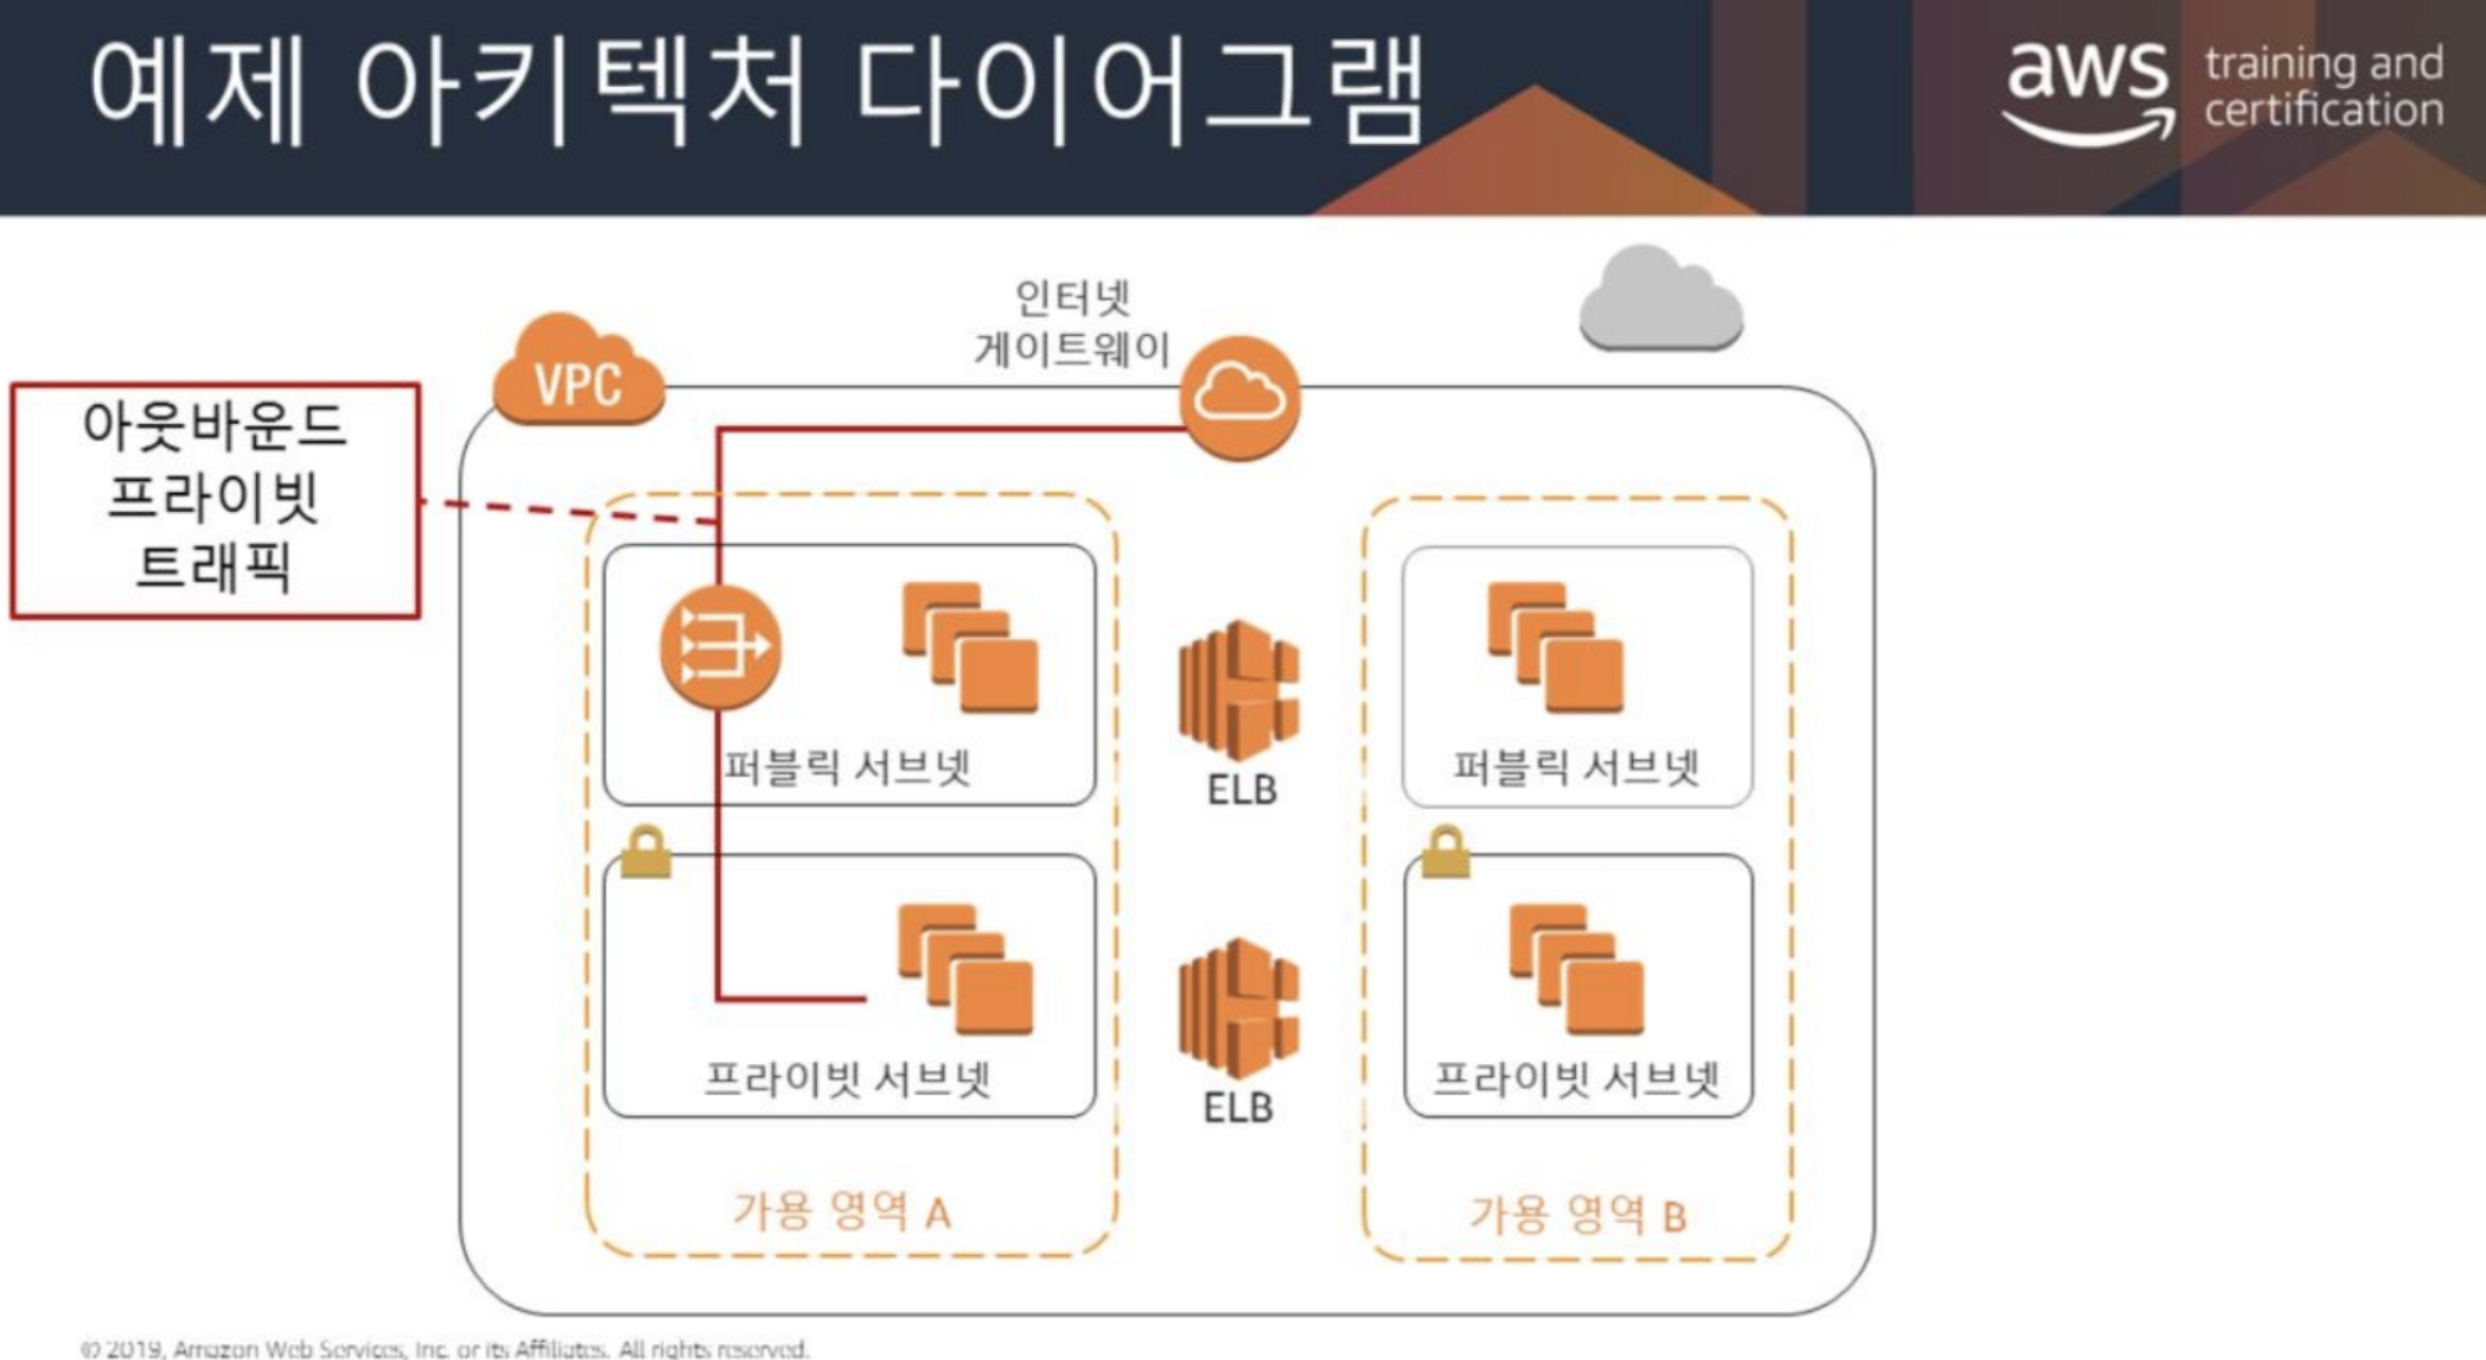 예제 아키텍처 다이어그램
aws training and
certification
인터넷
게이트웨이
VPC
아웃바운드
프라이빗
트래픽
퍼블릭 서브넷
ELB
퍼블릭 서브넷
프라이빗 서브넷
ELB
프라이빗 서브넷
가용 영역 A
가용 영역 B
© 2019, Amazon Web Services, Inc. or its Affiliates. All rights reserved.